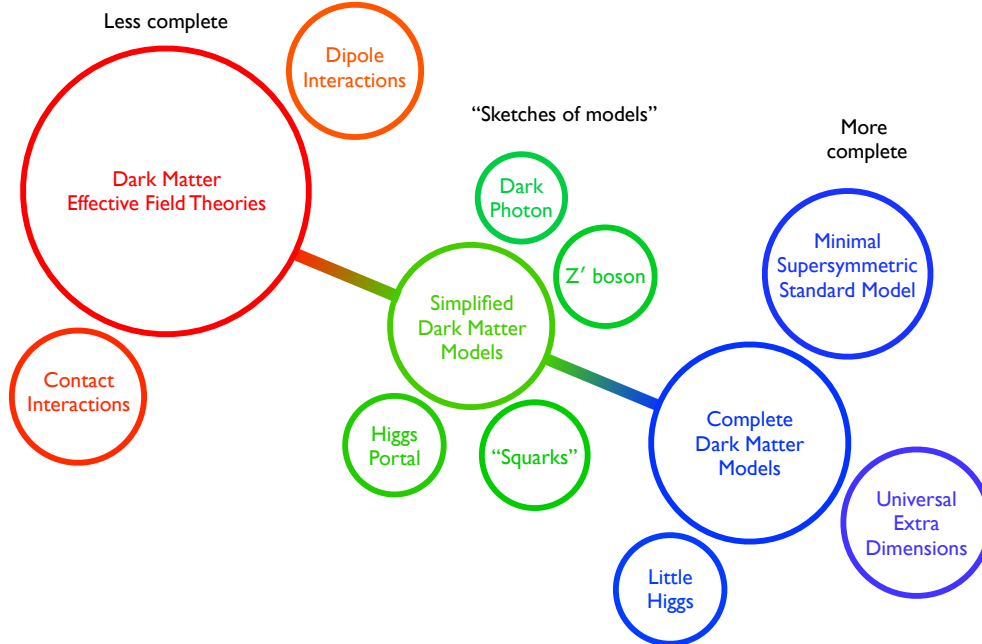 Less complete
Dipole
Interactions
Dark Matter
Effective Field Theories
Contact
Interactions
“Sketches of models”
Dark
Photon
Z′ boson
Simplified
Dark Matter
Models
Higgs
Portal
“Squarks”
More
complete
Minimal
Supersymmetric
Standard Model
Complete
Dark Matter
Models
Universal
Extra
Dimensions
Little
Higgs